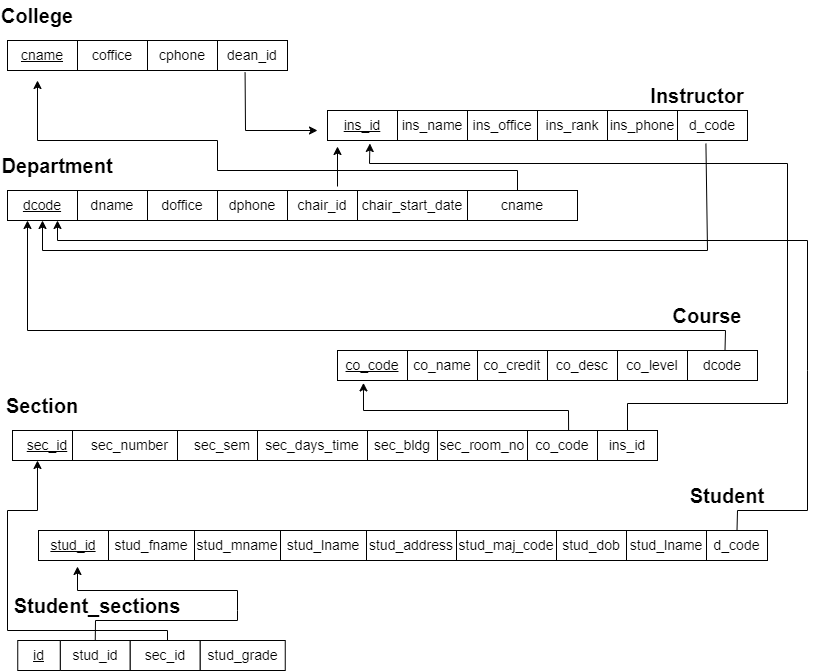 College
cname coffice cphone dean_id
Instructor
ins_id ins_name ins_office ins_rank ins_phone d_code
Department
dcode dname doffice dphone chair_id chair_start_date cname
Course
co_code co_name co_credit co_desc co_level dcode
Section
sec_id sec_number sec_sem sec_days_time sec_bldg sec_room_no co_code ins_id
Student
stud_id stud_fname stud_mname stud_lname stud_address stud_maj_code stud_dob stud_lname d_code
Student_sections
id stud_id sec_id stud_grade